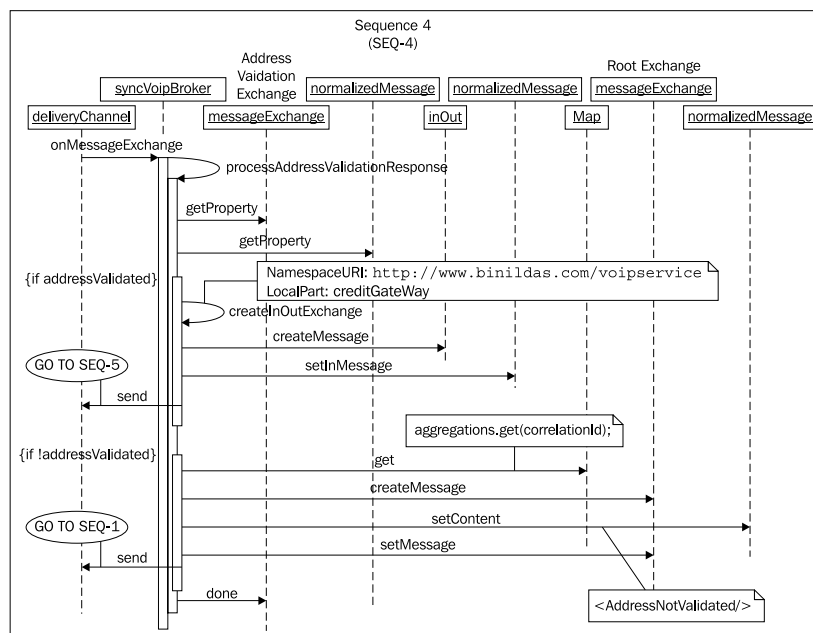 Sequence 4
(SEQ-4)
Address
Vaidation
Exchange
Root Exchange
syncVoipBroker
normalizedMessage
normalizedMessage
messageExchange
deliveryChannel
messageExchange
inOut
Map
normalizedMessage
onMessageExchange
processAddressValidationResponse
getProperty
getProperty
{if addressValidated}
NamespaceURI: http://www.binildas.com/voipservice
LocalPart: creditGateWay
createInOutExchange
createMessage
GO TO SEQ-5
setInMessage
send
aggregations.get(correlationId);
{if !addressValidated}
get
createMessage
GO TO SEQ-1
setContent
setMessage
send
done
<AddressNotValidated/>